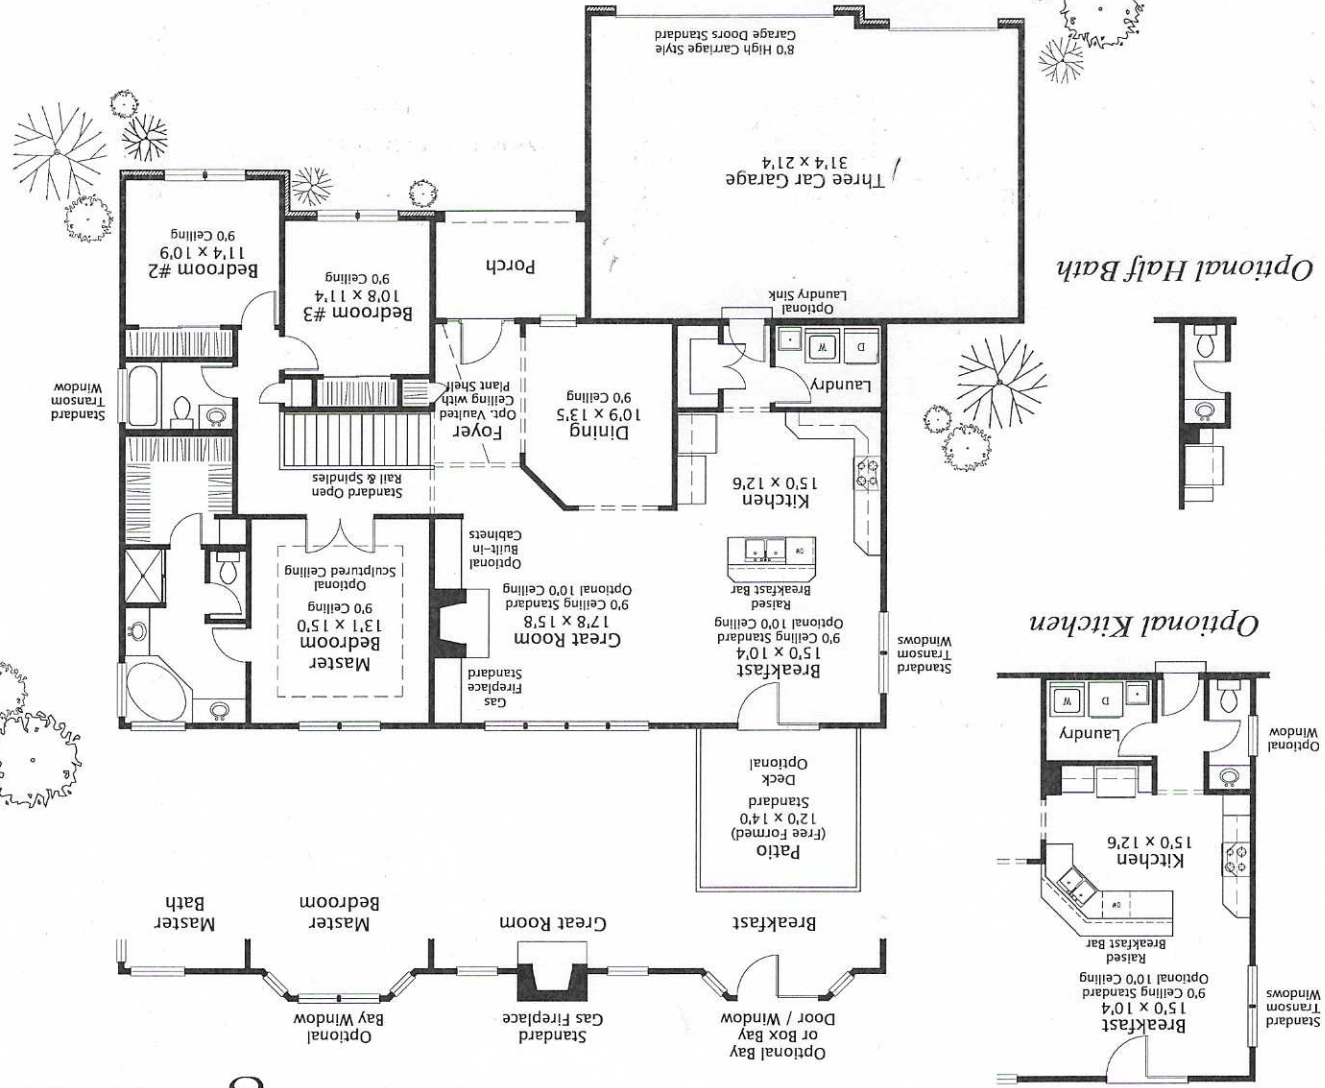 Standard
Transom
Windows
Breakfast
15'0 x 10'4
9'0 Ceiling Standard
Optional 10'0 Ceiling
Raised
Breakfast Bar
DW
Kitchen
15'0 x 12'6
Optional
Window
Laundry
D
W
Optional Kitchen
Optional Bay
or Box Bay
Door / Window
Standard
Gas Fireplace
Optional
Bay Window
Breakfast
Great Room
Master
Bedroom
Master
Bath
Patio
(Free Formed)
12'0 x 14'0
Standard
Deck
Optional
Standard
Transom
Windows
Breakfast
15'0 x 10'4
9'0 Ceiling Standard
Optional 10'0 Ceiling
Raised
Breakfast Bar
DW
Kitchen
15'0 x 12'6
Great Room
17'8 x 15'8
9'0 Ceiling Standard
Optional 10'0 Ceiling
Gas
Fireplace
Standard
Optional
Built-in
Cabinets
Master
Bedroom
13'1 x 15'0
9'0 Ceiling
Optional
Sculptured Ceiling
Standard Open
Rail & Spindles
Dining
10'9 x 13'5
9'0 Ceiling
Foyer
Opt. Vaulted
Ceiling with
Plant Shelf
Standard
Transom
Window
Laundry
D
W
Optional
Laundry Sink
Optional Half Bath
Porch
Bedroom #3
10'8 x 11'4
9'0 Ceiling
Bedroom #2
11'4 x 10'9
9'0 Ceiling
Three Car Garage
31'4 x 21'4
8'0 High Carriage Style
Garage Doors Standard